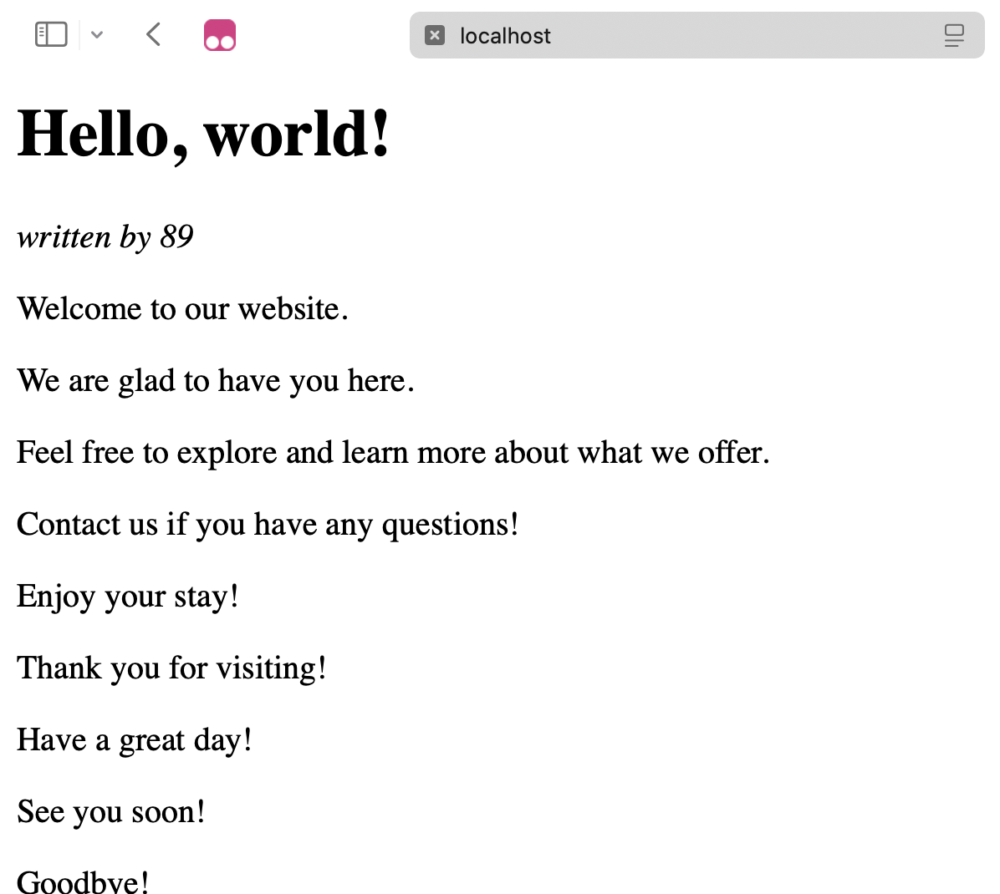 localhost
Hello, world!
written by 89
Welcome to our website.
We are glad to have you here.
Feel free to explore and learn more about what we offer.
Contact us if you have any questions!
Enjoy your stay!
Thank you for visiting!
Have a great day!
See you soon!
Goodbye!